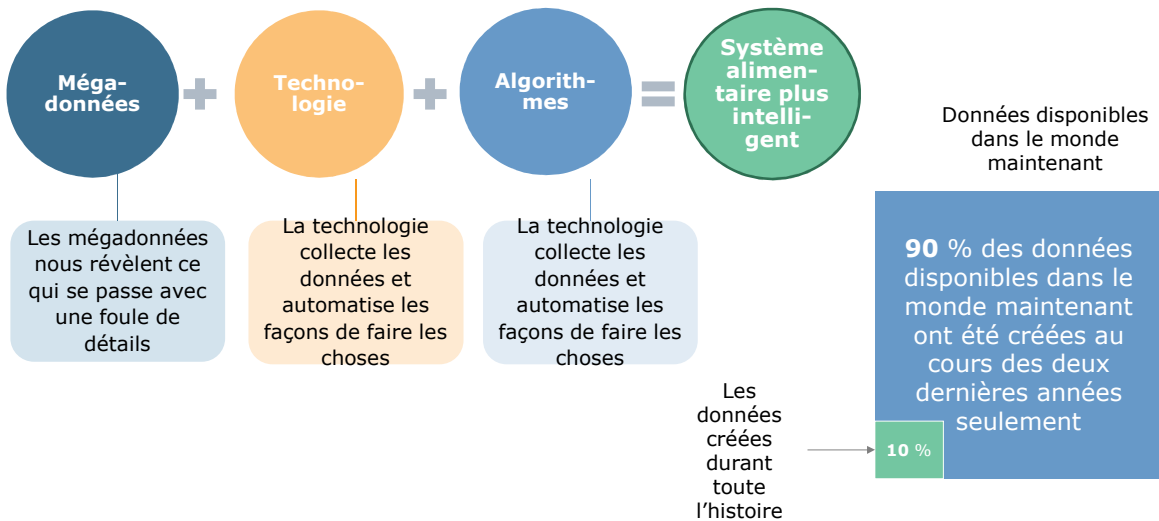 Méga-
données
Techno-
logie
Algorith-
mes
Système
alimen-
taire plus
intelli-
gent
Les mégadonnées
nous révèlent ce
qui se passe avec
une foule de
détails
La technologie
collecte les
données et
automatise les
façons de faire les
choses
La technologie
collecte les
données et
automatise les
façons de faire les
choses
Données disponibles
dans le monde
maintenant
90 % des données
disponibles dans le
monde maintenant
ont été créées au
cours des deux
dernières années
seulement
Les
données
créées
durant
toute
l’histoire
10 %